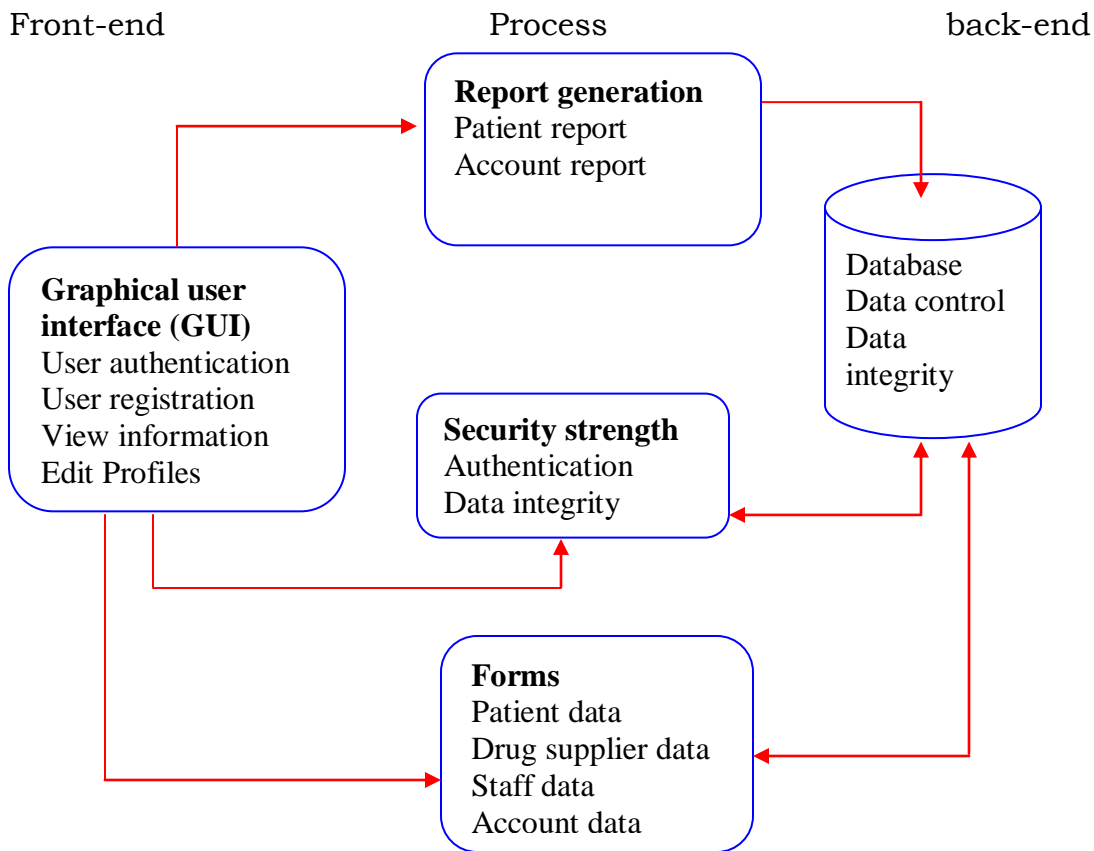 Front-end Process back-end
Report generation
Patient report
Account report
Graphical user
interface (GUI)
User authentication
User registration
View information
Edit Profiles
Security strength
Authentication
Data integrity
Database
Data control
Data
integrity
Forms
Patient data
Drug supplier data
Staff data
Account data